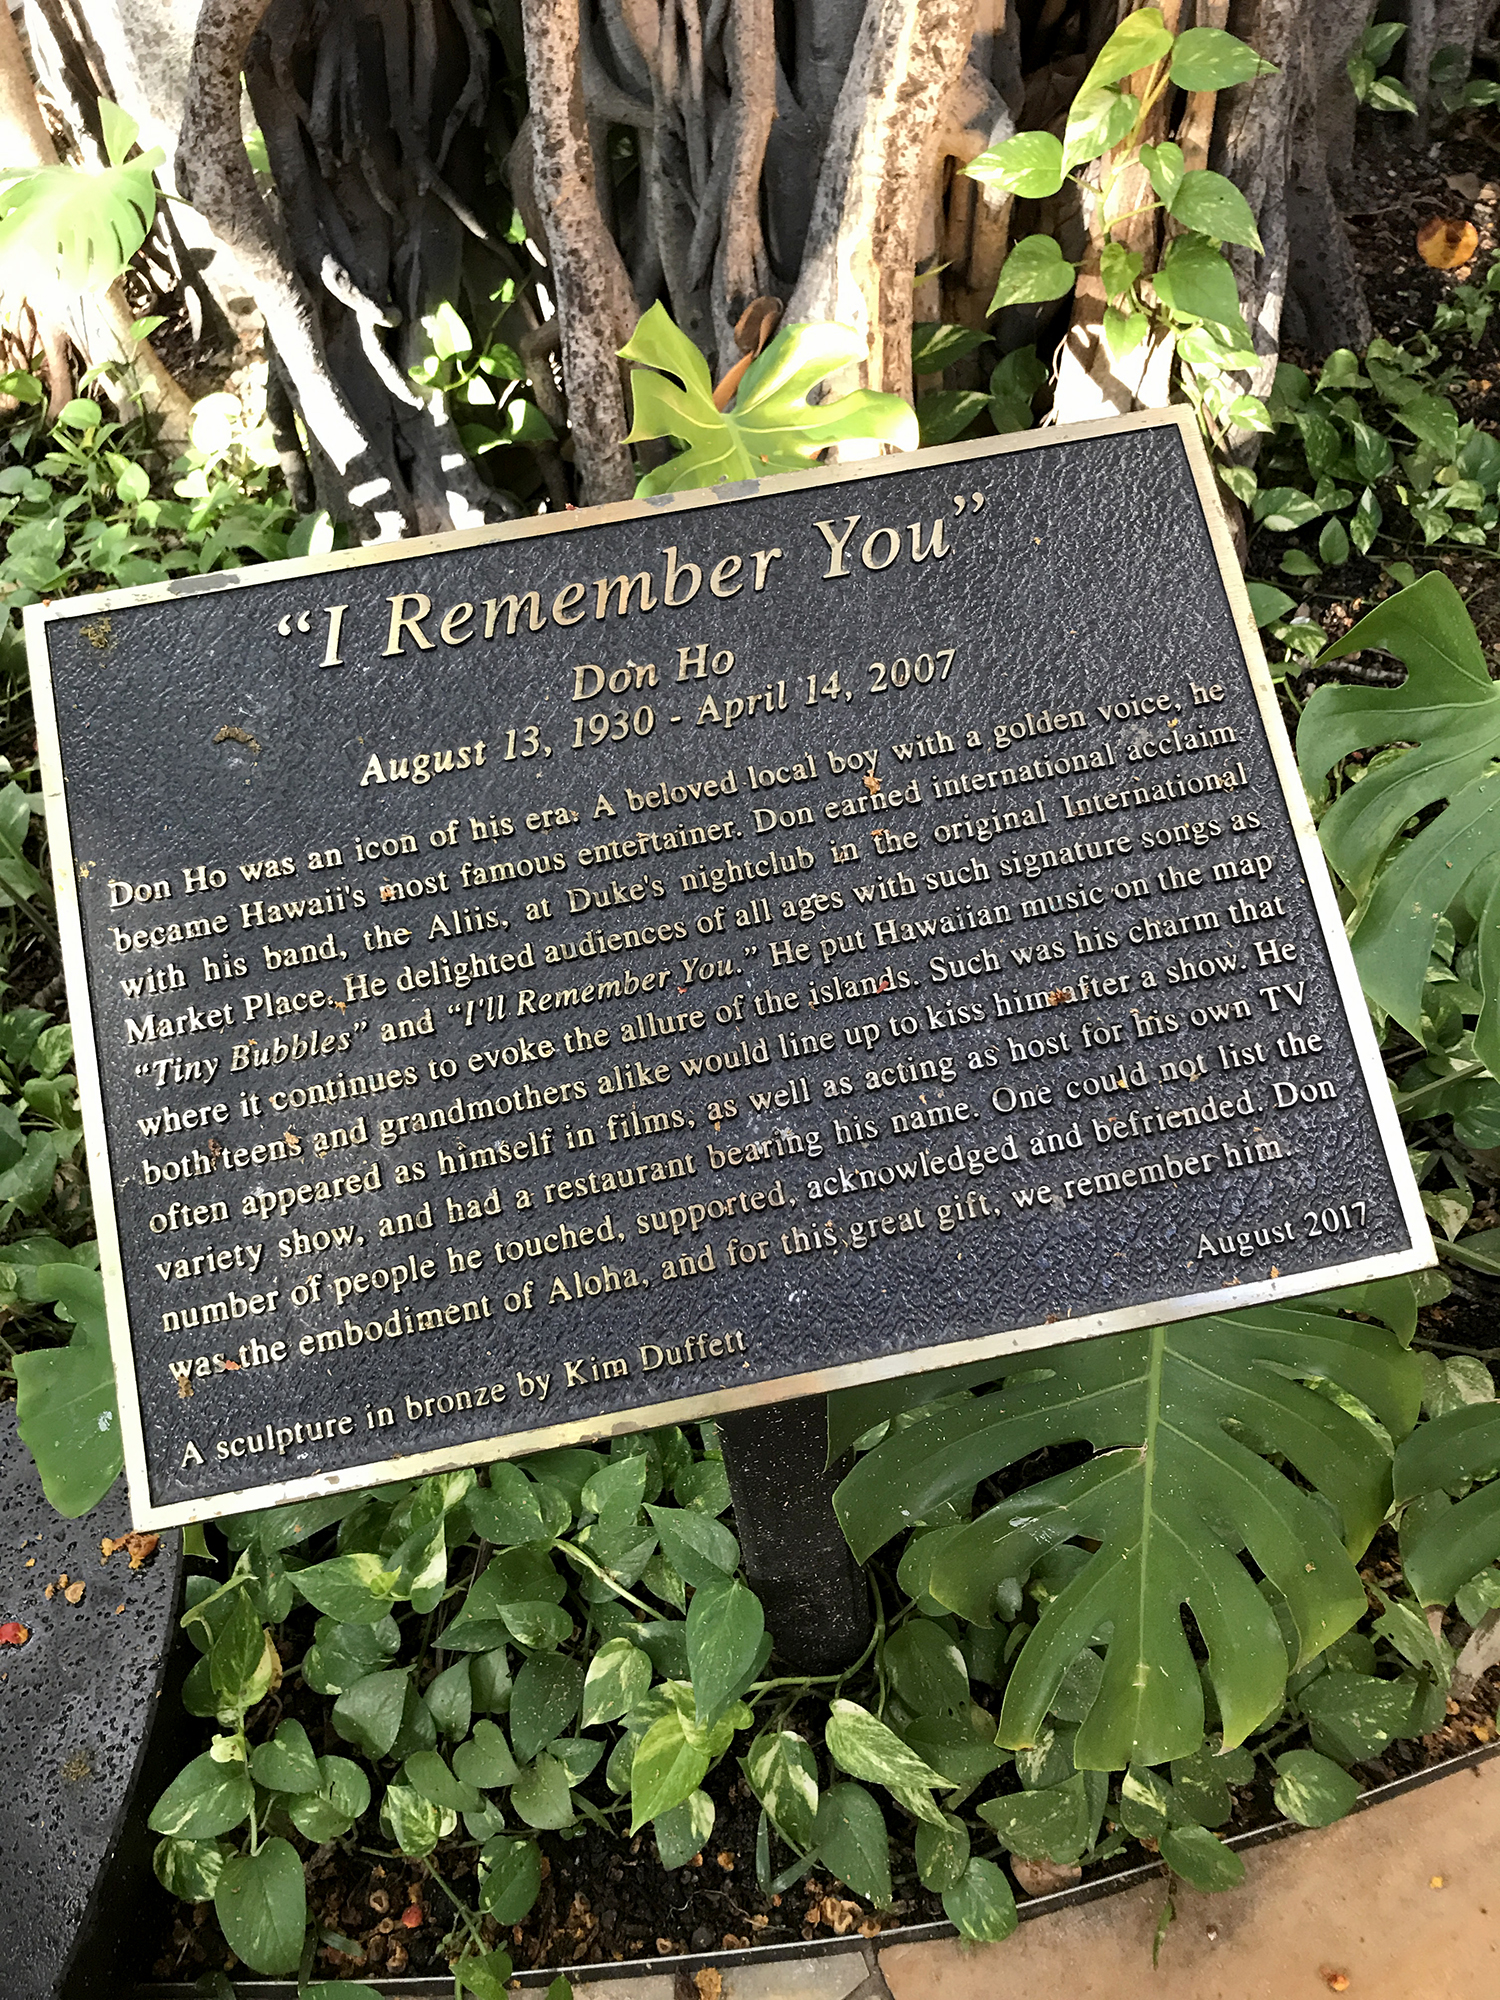 “I Remember You”
Don Ho
August 13, 1930 - April 14, 2007
Don Ho was an icon of his era. A beloved local boy with a golden voice, he
became Hawaii's most famous entertainer. Don earned international acclaim
with his band, the Aliis, at Duke's nightclub in the original International
Market Place. He delighted audiences of all ages with such signature songs as
“Tiny Bubbles” and “I'll Remember You.” He put Hawaiian music on the map
where it continues to evoke the allure of the islands. Such was his charm that
both teens and grandmothers alike would line up to kiss him after a show. He
often appeared as himself in films, as well as acting as host for his own TV
variety show, and had a restaurant bearing his name. One could not list the
number of people he touched, supported, acknowledged and befriended. Don
was the embodiment of Aloha, and for this great gift, we remember him.
August 2017
A sculpture in bronze by Kim Duffett